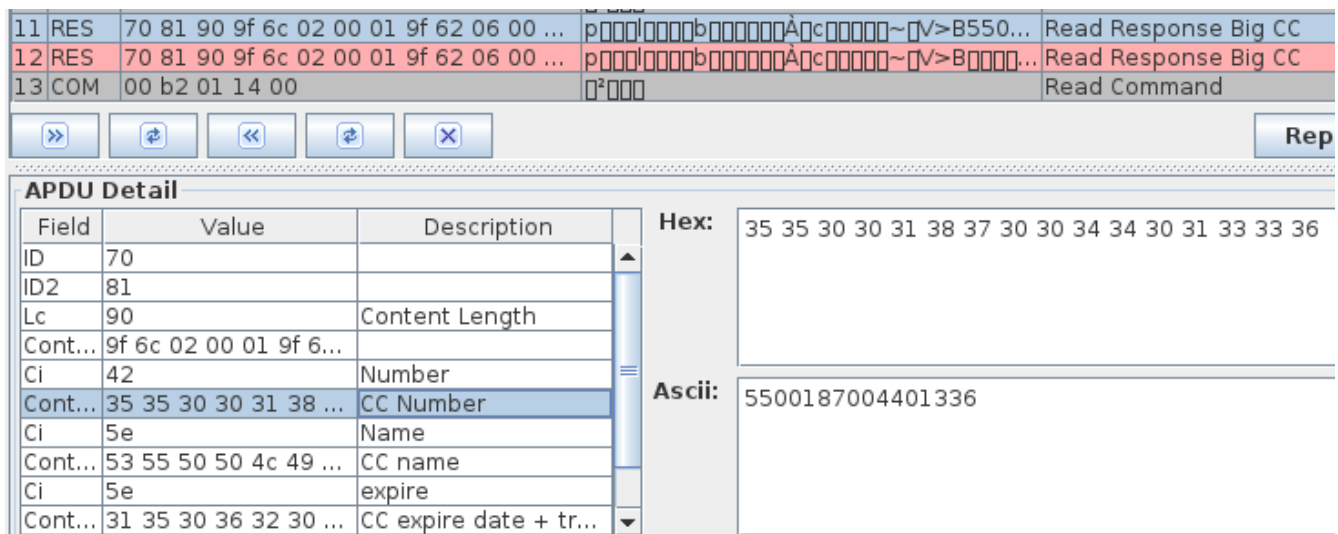 11 RES 70 81 90 9f 6c 02 00 01 9f 62 06 00 ... p▯▯▯l▯▯▯▯b▯▯▯▯▯▯À▯c▯▯▯▯▯~▯V>B550... Read Response Big CC
12 RES 70 81 90 9f 6c 02 00 01 9f 62 06 00 ... p▯▯▯l▯▯▯▯b▯▯▯▯▯▯À▯c▯▯▯▯▯~▯V>B▯▯▯▯... Read Response Big CC
13 COM 00 b2 01 14 00 ▯²▯▯▯ Read Command
Rep
APDU Detail
Field Value Description
ID 70
ID2 81
Lc 90 Content Length
Cont... 9f 6c 02 00 01 9f 6...
Ci 42 Number
Cont... 35 35 30 30 31 38 ... CC Number
Ci 5e Name
Cont... 53 55 50 50 4c 49 ... CC name
Ci 5e expire
Cont... 31 35 30 36 32 30 ... CC expire date + tr...
Hex: 35 35 30 30 31 38 37 30 30 34 34 30 31 33 33 36
Ascii: 5500187004401336